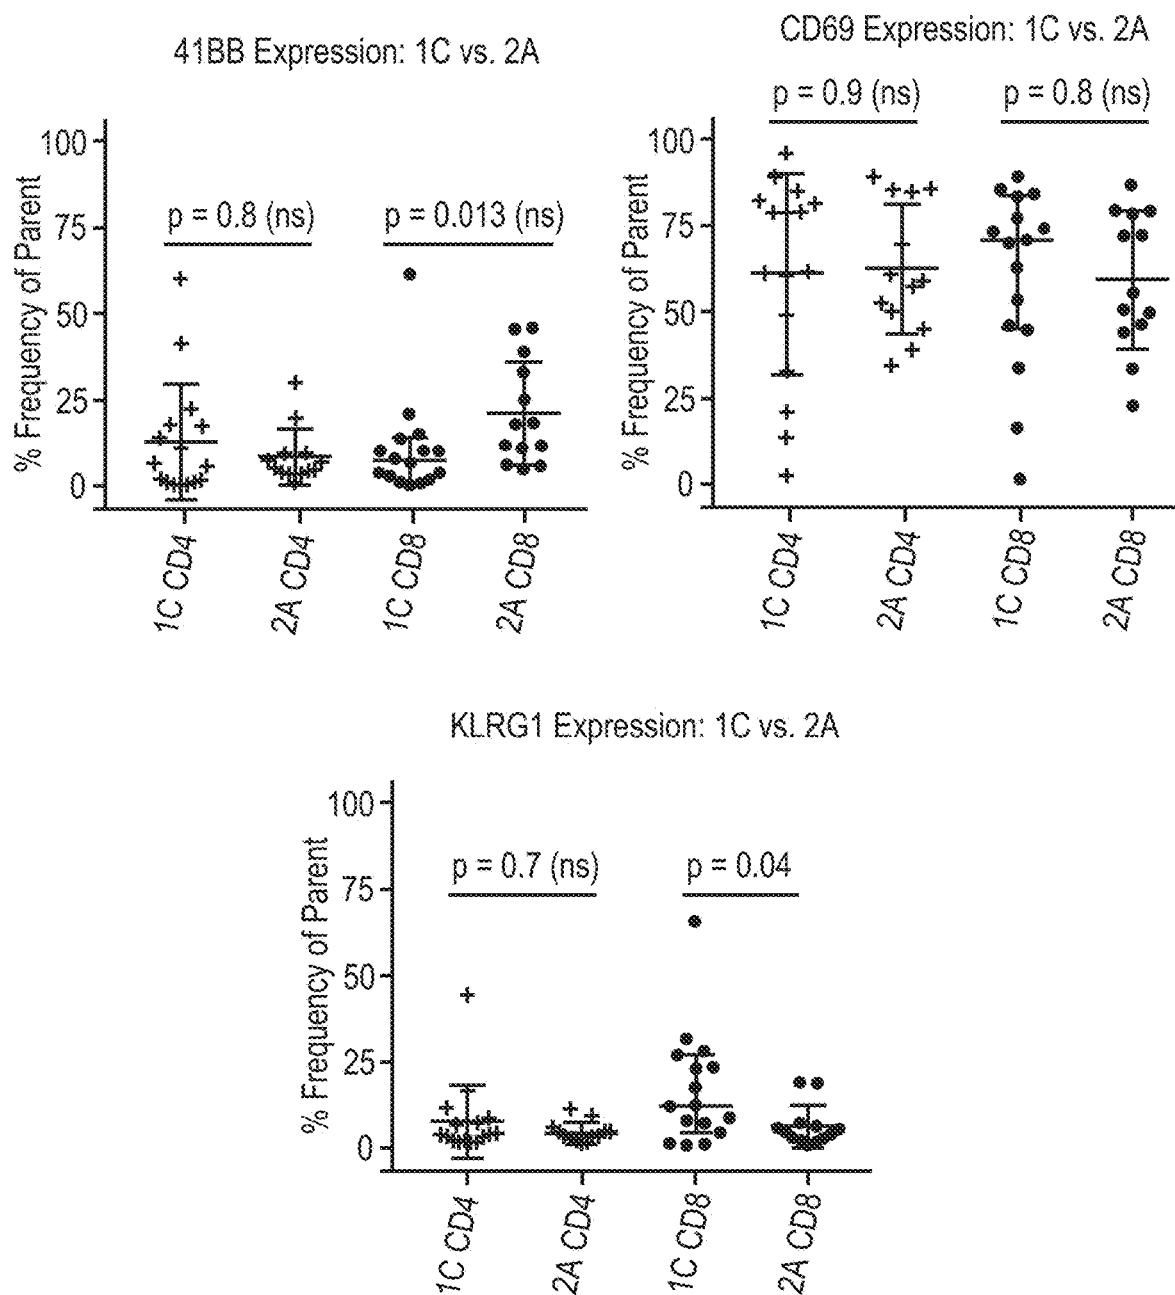 41BB Expression: 1C vs. 2A
% Frequency of Parent
100
75
50
25
0
p = 0.8 (ns)
p = 0.013 (ns)
1C CD4
2A CD4
1C CD8
2A CD8
CD69 Expression: 1C vs. 2A
% Frequency of Parent
100
75
50
25
0
p = 0.9 (ns)
p = 0.8 (ns)
1C CD4
2A CD4
1C CD8
2A CD8
KLRG1 Expression: 1C vs. 2A
% Frequency of Parent
100
75
50
25
0
p = 0.7 (ns)
p = 0.04
1C CD4
2A CD4
1C CD8
2A CD8